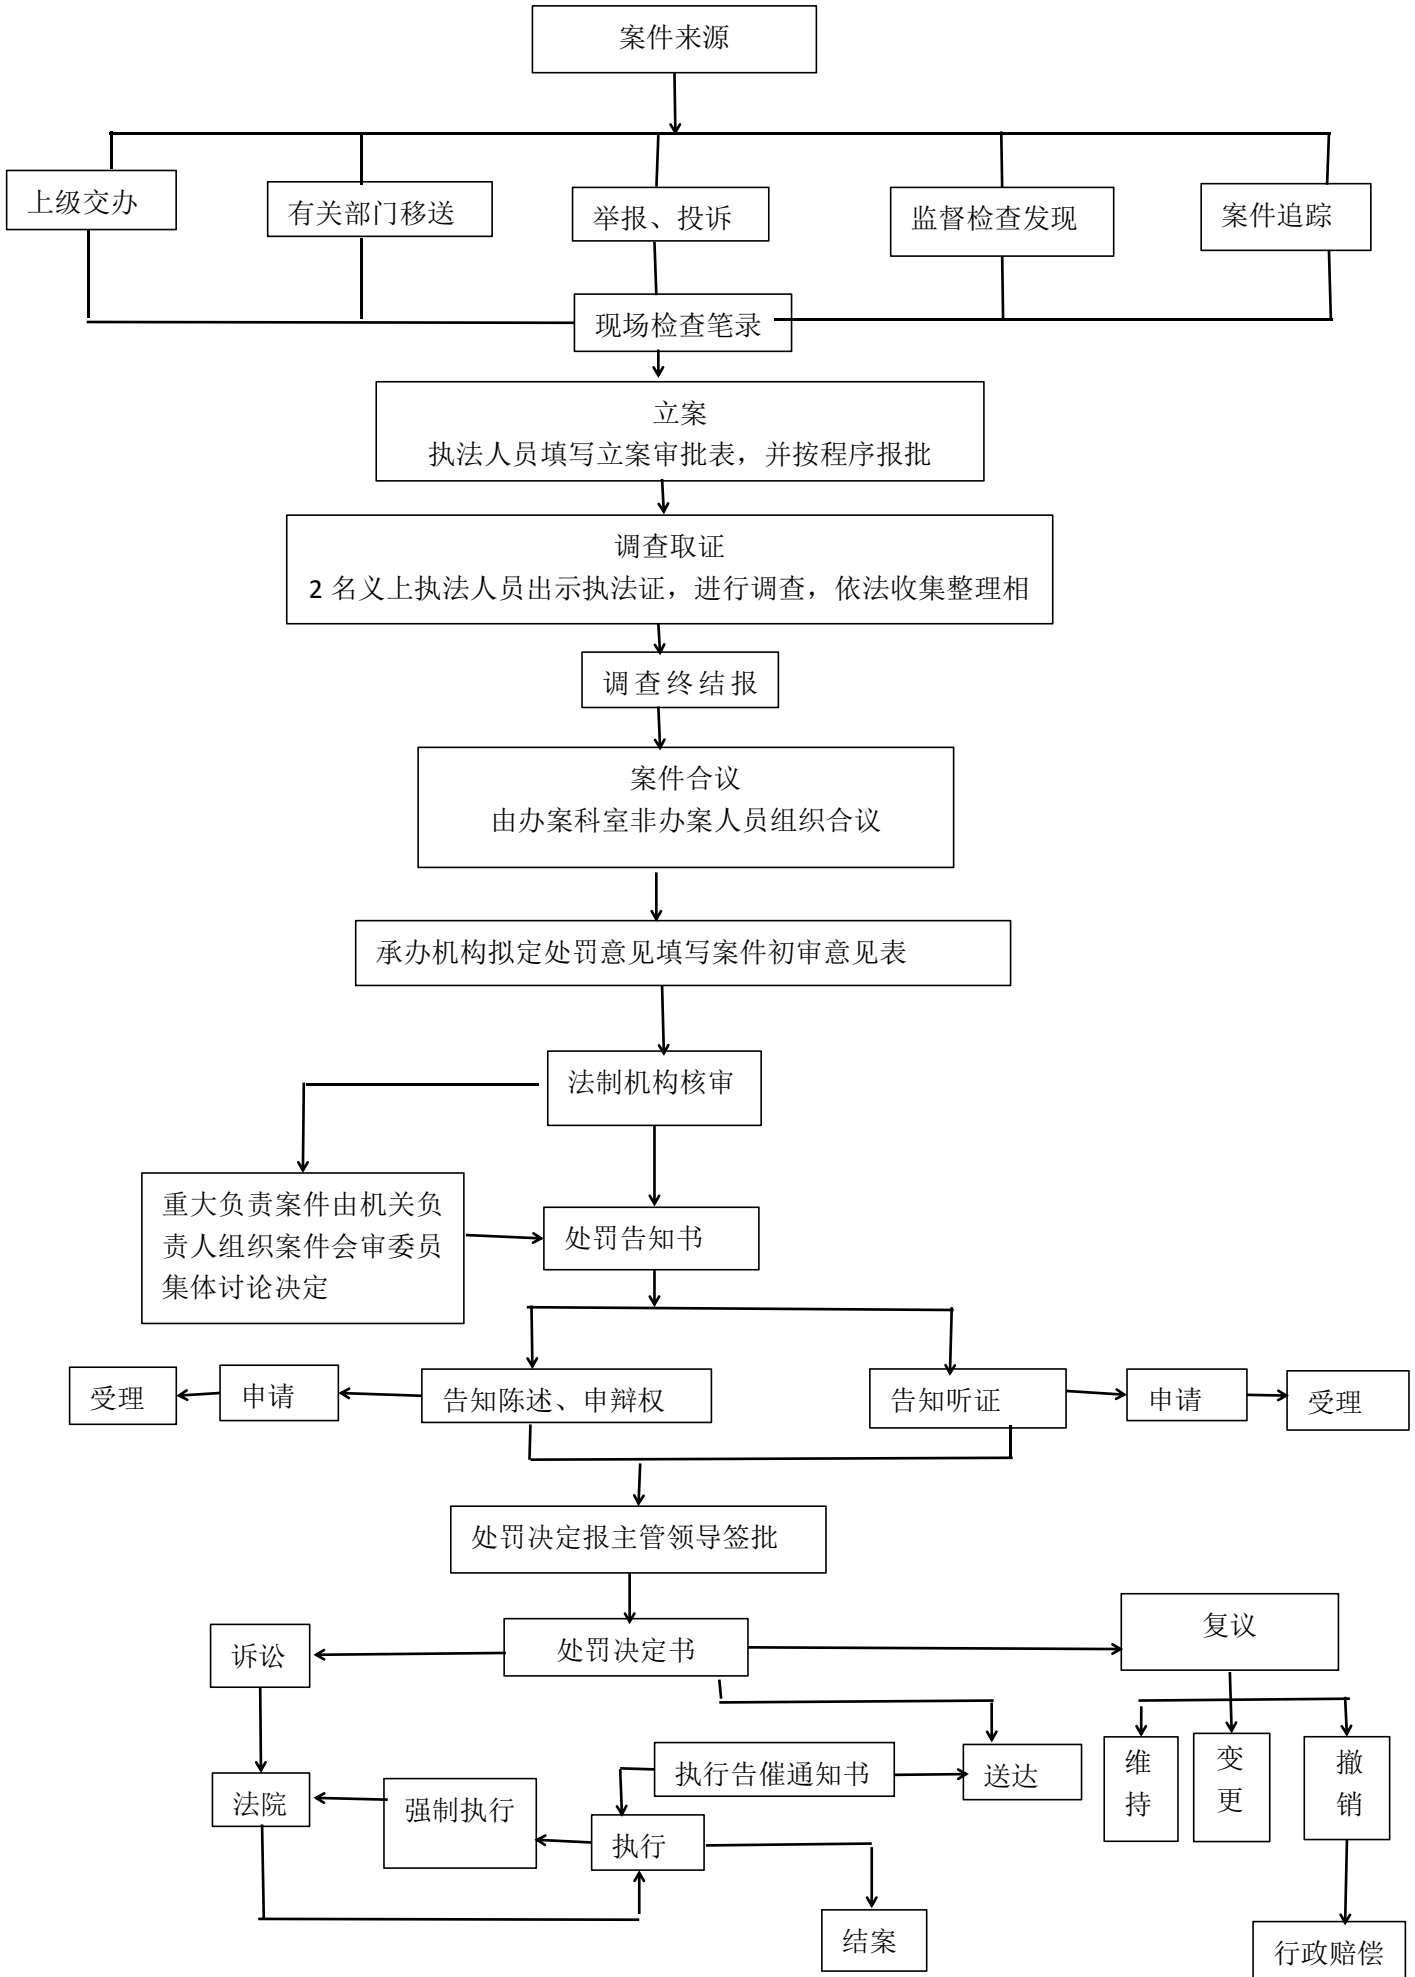 案件来源
上级交办
有关部门移送
举报、投诉
监督检查发现
案件追踪
现场检查笔录
立案
执法人员填写立案审批表，并按程序报批
调查取证
2 名义上执法人员出示执法证，进行调查，依法收集整理相
调查终结报
案件合议
由办案科室非办案人员组织合议
承办机构拟定处罚意见填写案件初审意见表
法制机构核审
重大负责案件由机关负
责人组织案件会审委员
集体讨论决定
处罚告知书
受理
申请
告知陈述、申辩权
告知听证
申请
受理
处罚决定报主管领导签批
诉讼
处罚决定书
复议
法院
强制执行
执行告催通知书
送达
维
持
变
更
撤
销
执行
结案
行政赔偿